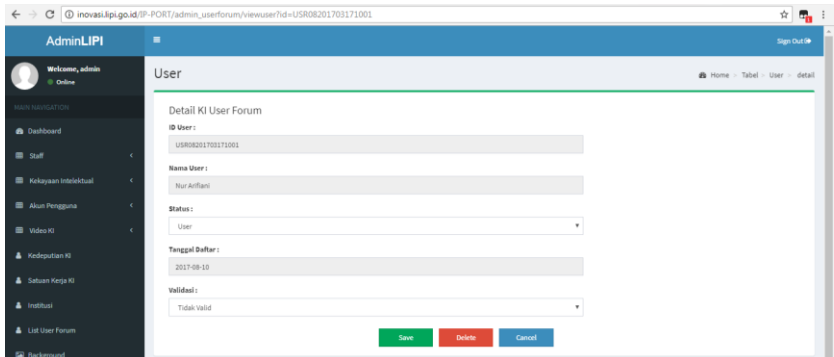 inovasi.lipi.go.id/IP-PORT/admin_userforum/viewuser?id=USR08201703171001
AdminLIPI
Sign Out
Welcome, admin
Online
User
Home > Tabel > User > detail
MAIN NAVIGATION
Dashboard
Staff
Kekayaan Intelektual
Akun Pengguna
Video KI
Kedeputian KI
Satuan Kerja KI
Institusi
List User Forum
Background
Detail KI User Forum
ID User :
USR08201703171001
Nama User :
Nur Arifiani
Status :
User
Tanggal Daftar :
2017-08-10
Validasi :
Tidak Valid
Save Delete Cancel